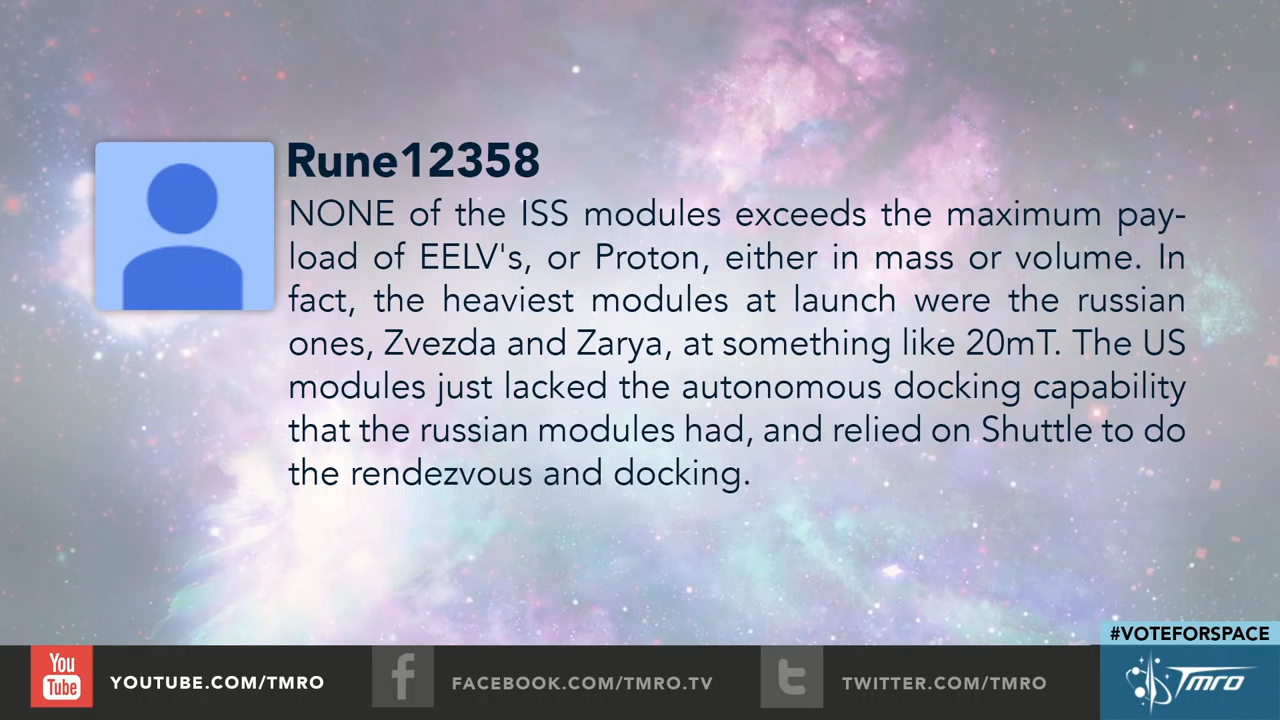 Rune12358
NONE of the ISS modules exceeds the maximum pay-
load of EELV's, or Proton, either in mass or volume. In
fact, the heaviest modules at launch were the russian
ones, Zvezda and Zarya, at something like 20mT. The US
modules just lacked the autonomous docking capability
that the russian modules had, and relied on Shuttle to do
the rendezvous and docking.
#VOTEFORSPACE
You
Tube
YOUTUBE.COM/TMRO
f
FACEBOOK.COM/TMRO.TV
t
TWITTER.COM/TMRO
Tmro